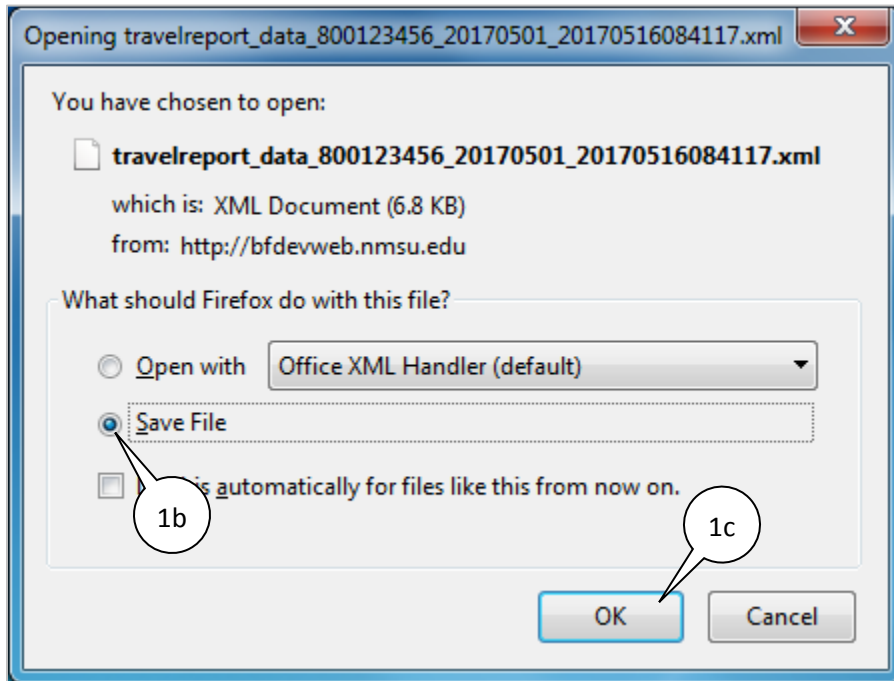 Opening travelreport_data_800123456_20170501_20170516084117.xml
You have chosen to open:
travelreport_data_800123456_20170501_20170516084117.xml
which is: XML Document (6.8 KB)
from: http://bfdevweb.nmsu.edu
What should Firefox do with this file?
Open with Office XML Handler (default)
Save File
automatically for files like this from now on.
1b
1c
OK Cancel